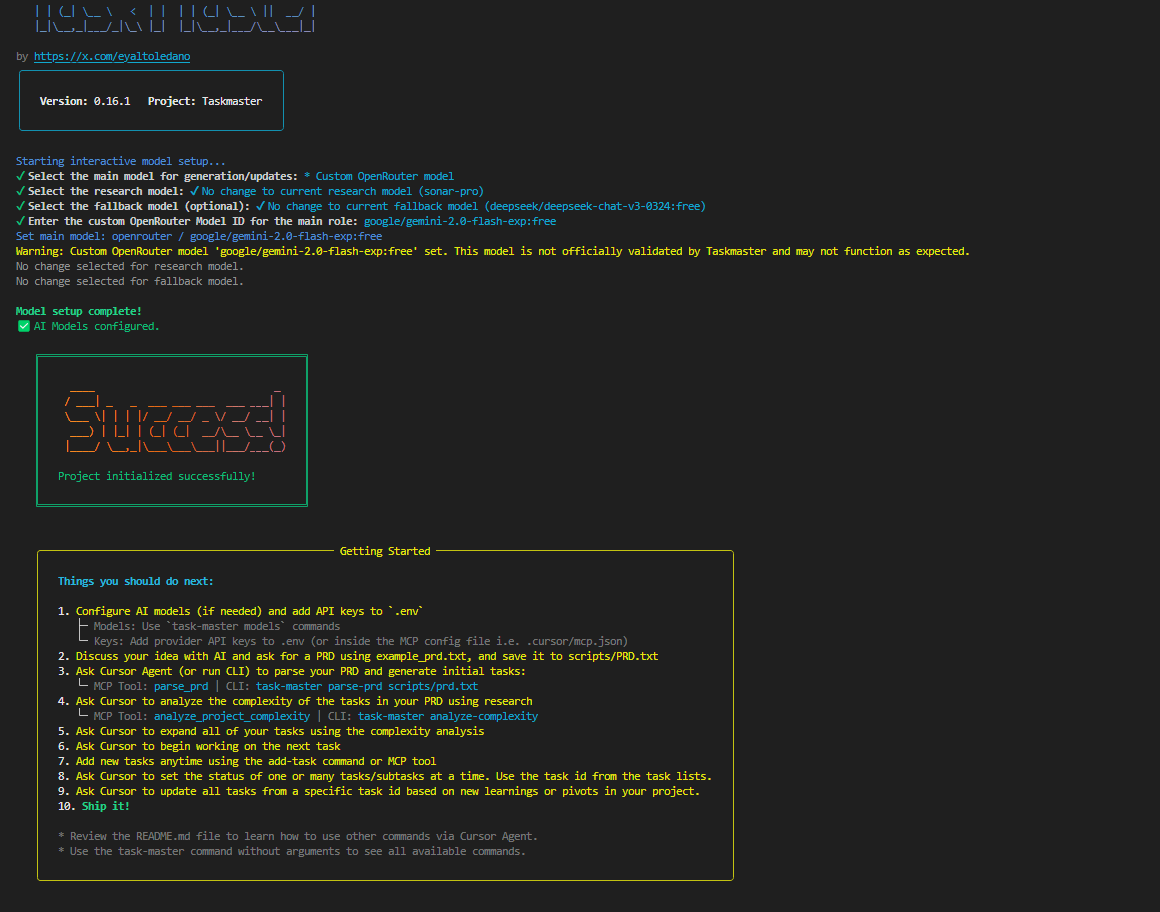 by https://x.com/eyaltoledano
Version: 0.16.1   Project: Taskmaster
Starting interactive model setup...
✓ Select the main model for generation/updates: * Custom OpenRouter model
✓ Select the research model: ✓ No change to current research model (sonar-pro)
✓ Select the fallback model (optional): ✓ No change to current fallback model (deepseek/deepseek-chat-v3-0324:free)
✓ Enter the custom OpenRouter Model ID for the main role: google/gemini-2.0-flash-exp:free
Set main model: openrouter / google/gemini-2.0-flash-exp:free
Warning: Custom OpenRouter model 'google/gemini-2.0-flash-exp:free' set. This model is not officially validated by Taskmaster and may not function as expected.
No change selected for research model.
No change selected for fallback model.
Model setup complete!
✅ AI Models configured.
Success!
Project initialized successfully!
Getting Started
Things you should do next:
1. Configure AI models (if needed) and add API keys to `.env`
├─ Models: Use `task-master models` commands
└─ Keys: Add provider API keys to .env (or inside the MCP config file i.e. .cursor/mcp.json)
2. Discuss your idea with AI and ask for a PRD using example_prd.txt, and save it to scripts/PRD.txt
3. Ask Cursor Agent (or run CLI) to parse your PRD and generate initial tasks:
└─ MCP Tool: parse_prd | CLI: task-master parse-prd scripts/prd.txt
4. Ask Cursor to analyze the complexity of the tasks in your PRD using research
└─ MCP Tool: analyze_project_complexity | CLI: task-master analyze-complexity
5. Ask Cursor to expand all of your tasks using the complexity analysis
6. Ask Cursor to begin working on the next task
7. Add new tasks anytime using the add-task command or MCP tool
8. Ask Cursor to set the status of one or many tasks/subtasks at a time. Use the task id from the task lists.
9. Ask Cursor to update all tasks from a specific task id based on new learnings or pivots in your project.
10. Ship it!
* Review the README.md file to learn how to use other commands via Cursor Agent.
* Use the task-master command without arguments to see all available commands.